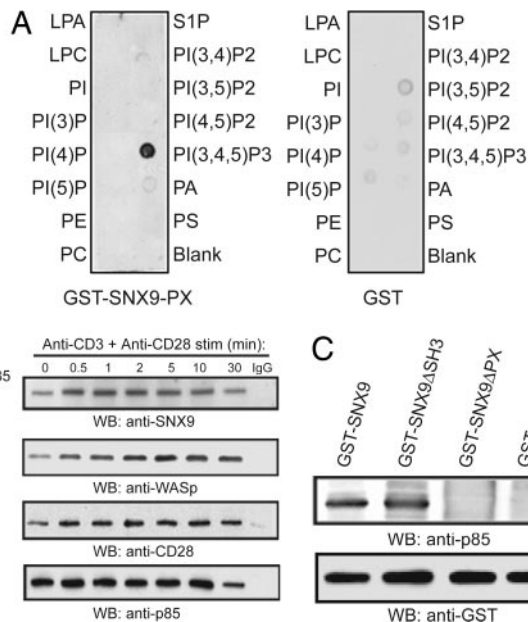 A
LPA S1P
LPC PI(3,4)P2
PI PI(3,5)P2
PI(3)P PI(4,5)P2
PI(4)P PI(3,4,5)P3
PI(5)P PA
PE PS
PC Blank
GST-SNX9-PX
LPA S1P
LPC PI(3,4)P2
PI PI(3,5)P2
PI(3)P PI(4,5)P2
PI(4)P PI(3,4,5)P3
PI(5)P PA
PE PS
PC Blank
GST
Anti-CD3 + Anti-CD28 stim (min):
0 0.5 1 2 5 10 30 IgG
WB: anti-SNX9
WB: anti-WASp
WB: anti-CD28
WB: anti-p85
C
GST-SNX9
GST-SNX9ΔSH3
GST-SNX9ΔPX
WB: anti-p85
WB: anti-GST